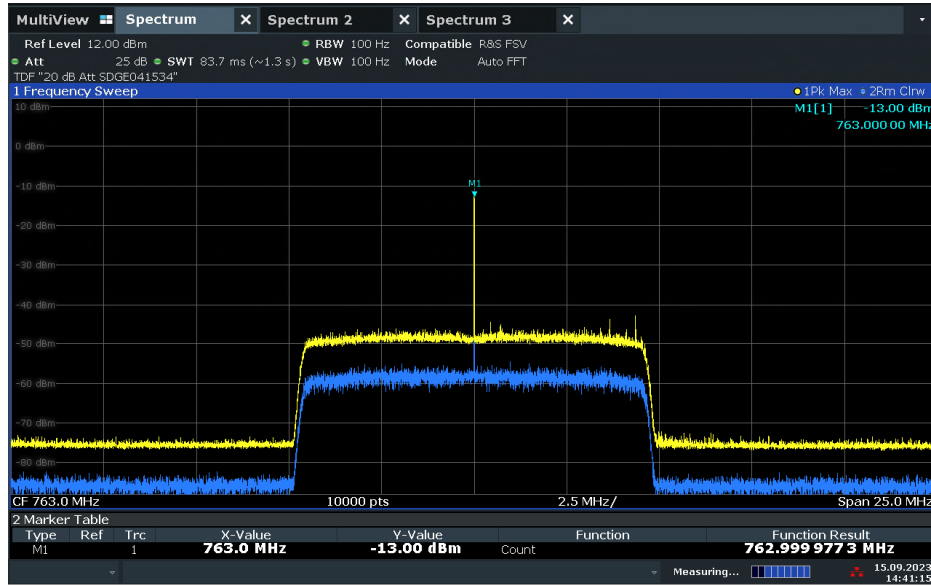 MultiView Spectrum X Spectrum 2 X Spectrum 3 X
Ref Level 12.00 dBm RBW 100 Hz Compatible R&S FSV
Att 25 dB SWT 83.7 ms (~1.3 s) VBW 100 Hz Mode Auto FFT
TDF "20 dB Att SDGE041534"
1 Frequency Sweep 1Pk Max 2Rm Clrw
10 dBm
M1[1] -13.00 dBm
763.000 00 MHz
0 dBm
M1
-10 dBm
-20 dBm
-30 dBm
-40 dBm
-50 dBm
-60 dBm
-70 dBm
-80 dBm
CF 763.0 MHz 10000 pts 2.5 MHz/ Span 25.0 MHz
2 Marker Table
Type Ref Trc X-Value Y-Value Function Function Result
M1 1 763.0 MHz -13.00 dBm Count 762.999 977 3 MHz
Measuring... 15.09.2023
14:41:15